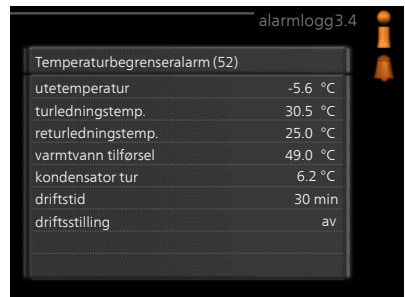 alarmlogg3.4
Temperaturbegrenseralarm (52)
utetemperatur -5.6 °C
turledningstemp. 30.5 °C
returledningstemp. 25.0 °C
varmtvann tilførsel 49.0 °C
kondensator tur 6.2 °C
driftstid 30 min
driftsstilling av